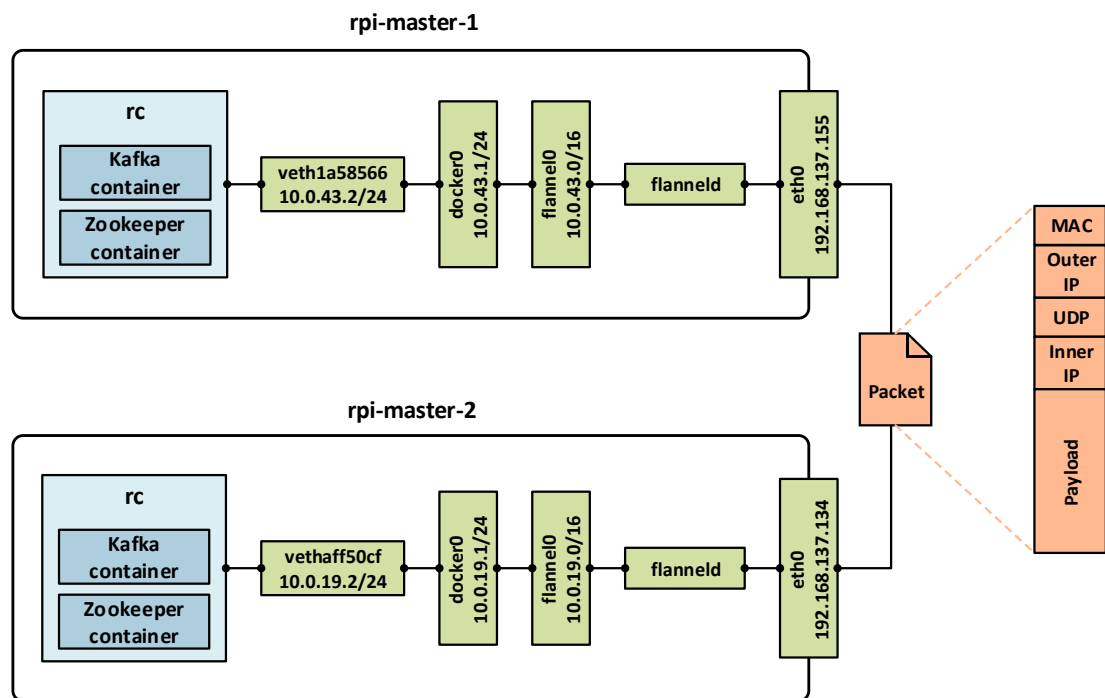 rpi-master-1
rc
Kafka
container
Zookeeper
container
veth1a58566
10.0.43.2/24
docker0
10.0.43.1/24
flannel0
10.0.43.0/16
flanneld
eth0
192.168.137.155
rpi-master-2
rc
Kafka
container
Zookeeper
container
vethaff50cf
10.0.19.2/24
docker0
10.0.19.1/24
flannel0
10.0.19.0/16
flanneld
eth0
192.168.137.134
Packet
MAC
Outer
IP
UDP
Inner
IP
Payload